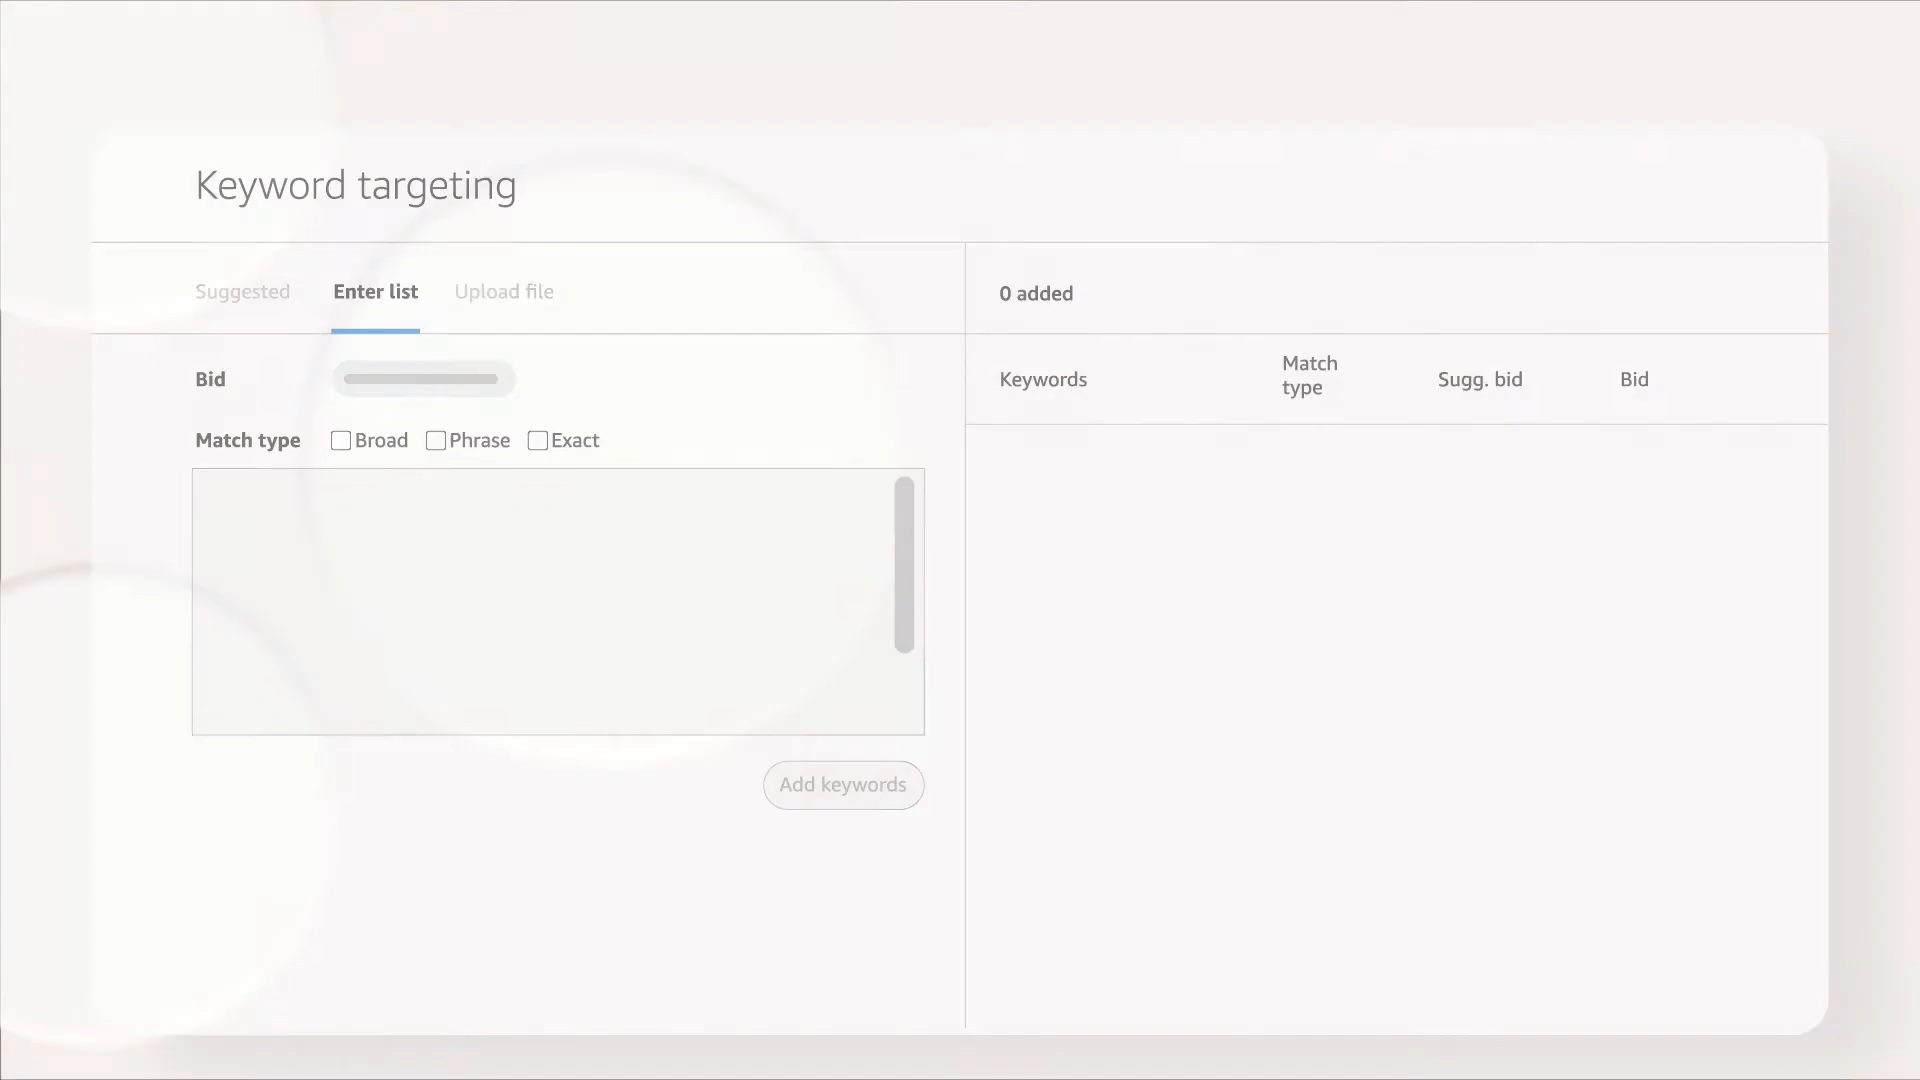 Keyword targeting
Suggested Enter list Upload file
0 added
Bid
Match type Broad Phrase Exact
Add keywords
Keywords Match type Sugg. bid Bid